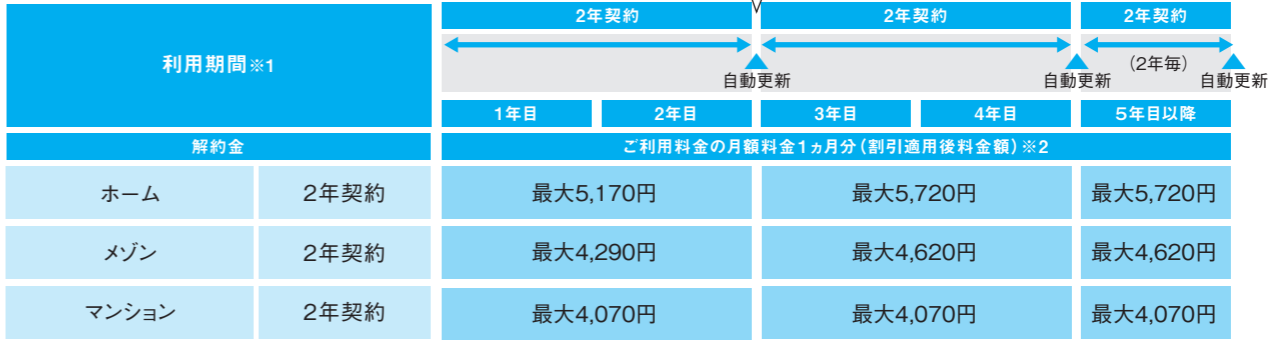 利用期間※1
2年契約 2年契約 2年契約
(2年毎)
自動更新 自動更新 自動更新
1年目 2年目 3年目 4年目 5年目以降
解約金 ご利用料金の月額料金1ヵ月分(割引適用後料金額)※2
ホーム 2年契約 最大5,170円 最大5,720円 最大5,720円
メゾン 2年契約 最大4,290円 最大4,620円 最大4,620円
マンション 2年契約 最大4,070円 最大4,070円 最大4,070円